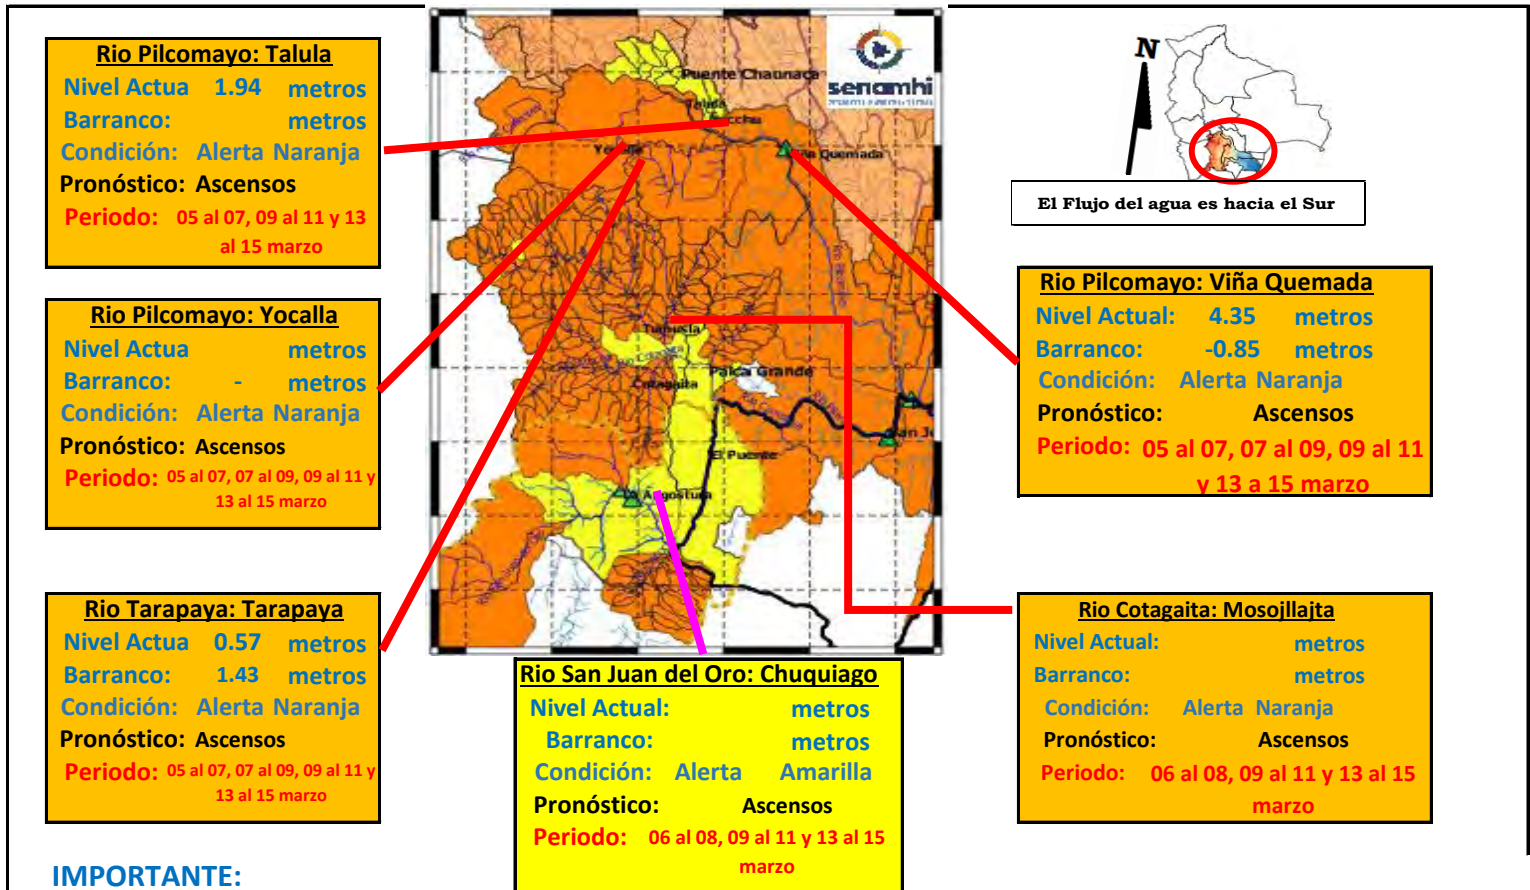 Rio Pilcomayo: Talula
Nivel Actua 1.94 metros
Barranco: metros
Condición: Alerta Naranja
Pronóstico: Ascensos
Periodo: 05 al 07, 09 al 11 y 13
al 15 marzo
Rio Pilcomayo: Yocalla
Nivel Actua metros
Barranco: - metros
Condición: Alerta Naranja
Pronóstico: Ascensos
Periodo: 05 al 07, 07 al 09, 09 al 11 y
13 al 15 marzo
Rio Tarapaya: Tarapaya
Nivel Actua 0.57 metros
Barranco: 1.43 metros
Condición: Alerta Naranja
Pronóstico: Ascensos
Periodo: 05 al 07, 07 al 09, 09 al 11 y
13 al 15 marzo
IMPORTANTE:
senamhi
Puente Chaunaca
Talula
Quemada
Tumusla
Cotagaita
Palca Grande
El Puente
Angostura
Rio San Juan del Oro: Chuquiago
Nivel Actual: metros
Barranco: metros
Condición: Alerta Amarilla
Pronóstico: Ascensos
Periodo: 06 al 08, 09 al 11 y 13 al 15
marzo
N
El Flujo del agua es hacia el Sur
Rio Pilcomayo: Viña Quemada
Nivel Actual: 4.35 metros
Barranco: -0.85 metros
Condición: Alerta Naranja
Pronóstico: Ascensos
Periodo: 05 al 07, 07 al 09, 09 al 11
y 13 a 15 marzo
Rio Cotagaita: Mosojllajta
Nivel Actual: metros
Barranco: metros
Condición: Alerta Naranja
Pronóstico: Ascensos
Periodo: 06 al 08, 09 al 11 y 13 al 15
marzo